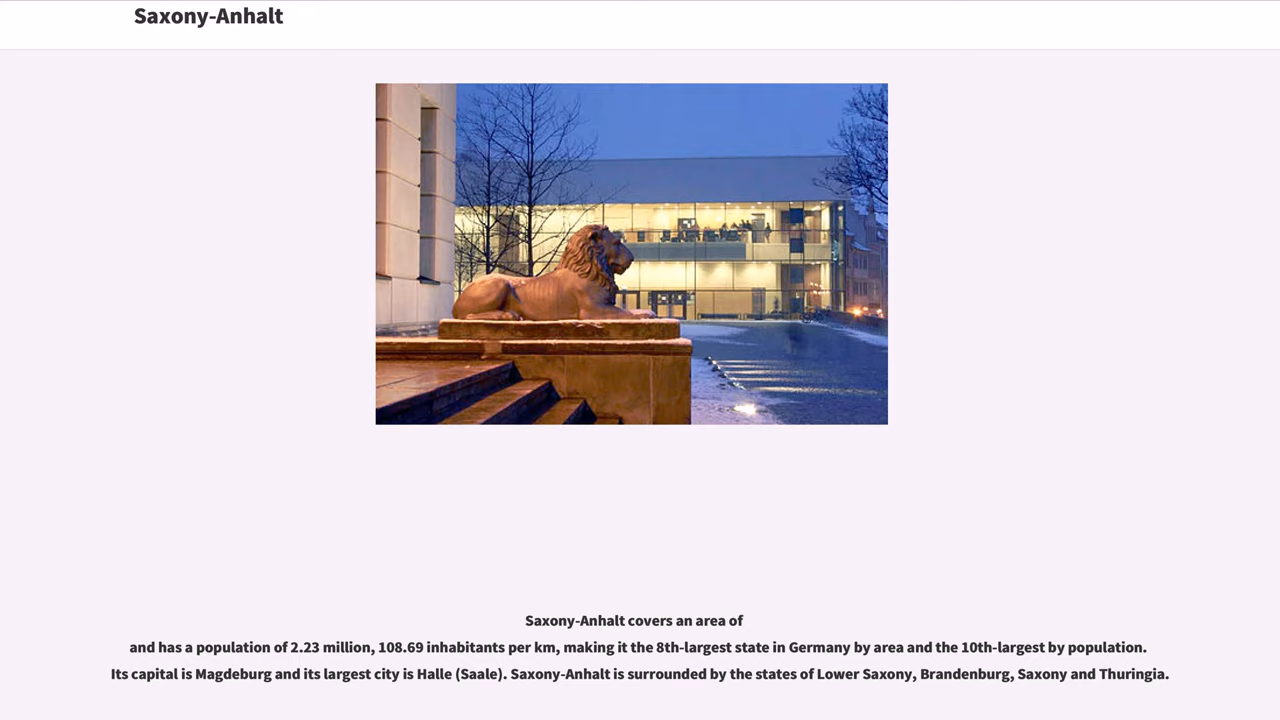 Saxony-Anhalt
Saxony-Anhalt covers an area of
and has a population of 2.23 million, 108.69 inhabitants per km, making it the 8th-largest state in Germany by area and the 10th-largest by population.
Its capital is Magdeburg and its largest city is Halle (Saale). Saxony-Anhalt is surrounded by the states of Lower Saxony, Brandenburg, Saxony and Thuringia.